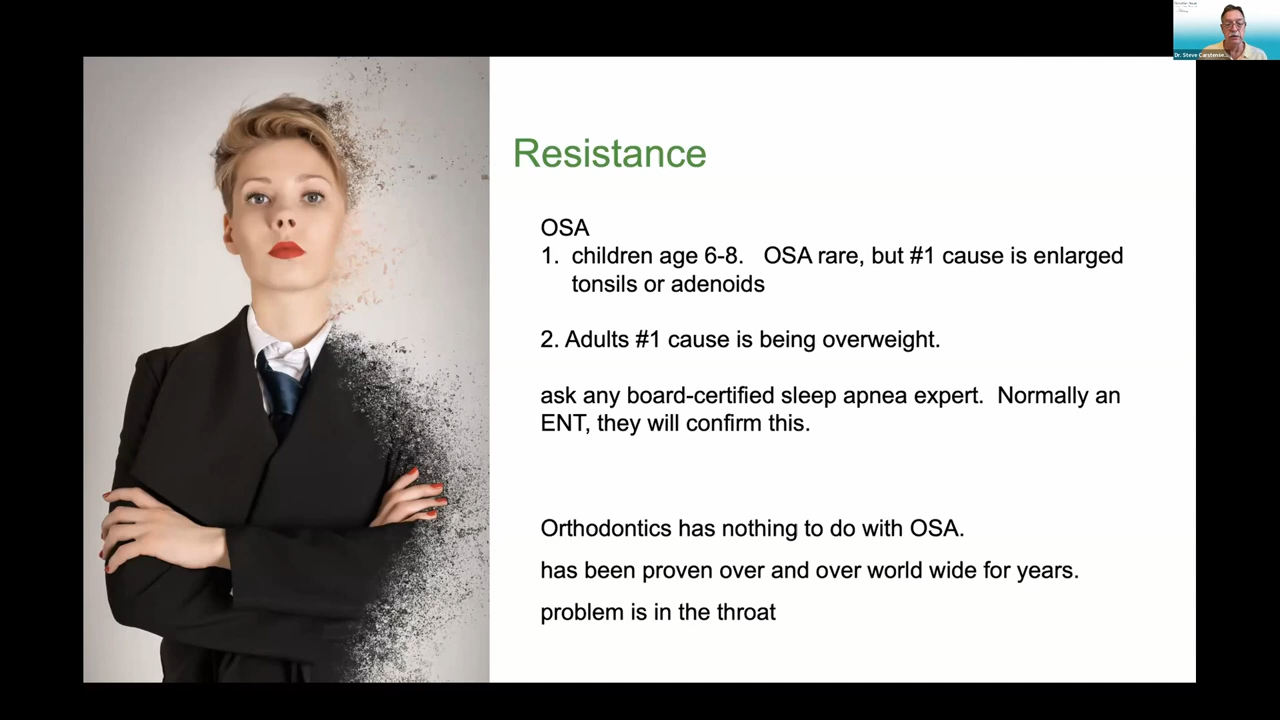 Dr. Steve Carstense...
Resistance
OSA
1. children age 6-8. OSA rare, but #1 cause is enlarged
tonsils or adenoids
2. Adults #1 cause is being overweight.
ask any board-certified sleep apnea expert. Normally an
ENT, they will confirm this.
Orthodontics has nothing to do with OSA.
has been proven over and over world wide for years.
problem is in the throat